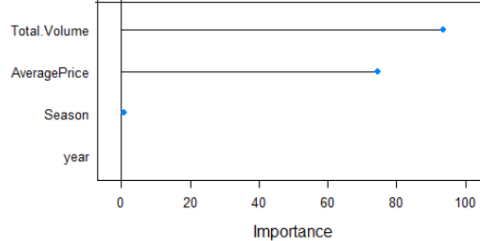 Total.Volume
AveragePrice
Season
year
0 20 40 60 80 100
Importance